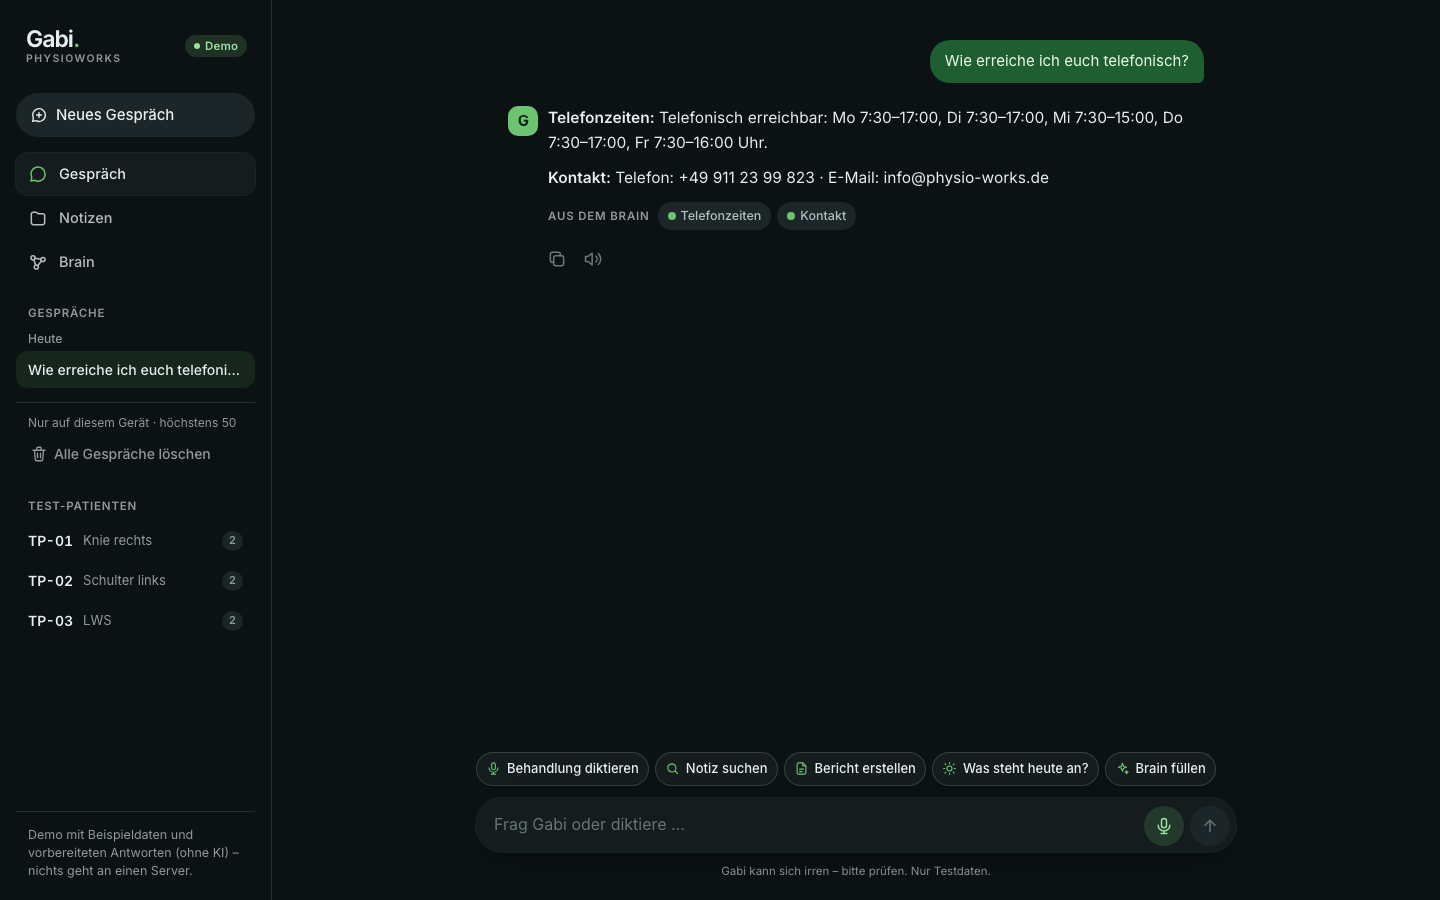 Gabi.
PHYSIOWORKS
Demo
Neues Gespräch
Gespräch
Notizen
Brain
GESPRÄCHE
Heute
Wie erreiche ich euch telefoni...
Nur auf diesem Gerät · höchstens 50
Alle Gespräche löschen
TEST-PATIENTEN
TP-01 Knie rechts 2
TP-02 Schulter links 2
TP-03 LWS 2
Demo mit Beispieldaten und
vorbereiteten Antworten (ohne KI) –
nichts geht an einen Server.
Wie erreiche ich euch telefonisch?
G
Telefonzeiten: Telefonisch erreichbar: Mo 7:30–17:00, Di 7:30–17:00, Mi 7:30–15:00, Do
7:30–17:00, Fr 7:30–16:00 Uhr.
Kontakt: Telefon: +49 911 23 99 823 · E-Mail: info@physio-works.de
AUS DEM BRAIN Telefonzeiten Kontakt
Behandlung diktieren Notiz suchen Bericht erstellen Was steht heute an? Brain füllen
Frag Gabi oder diktiere ...
Gabi kann sich irren – bitte prüfen. Nur Testdaten.